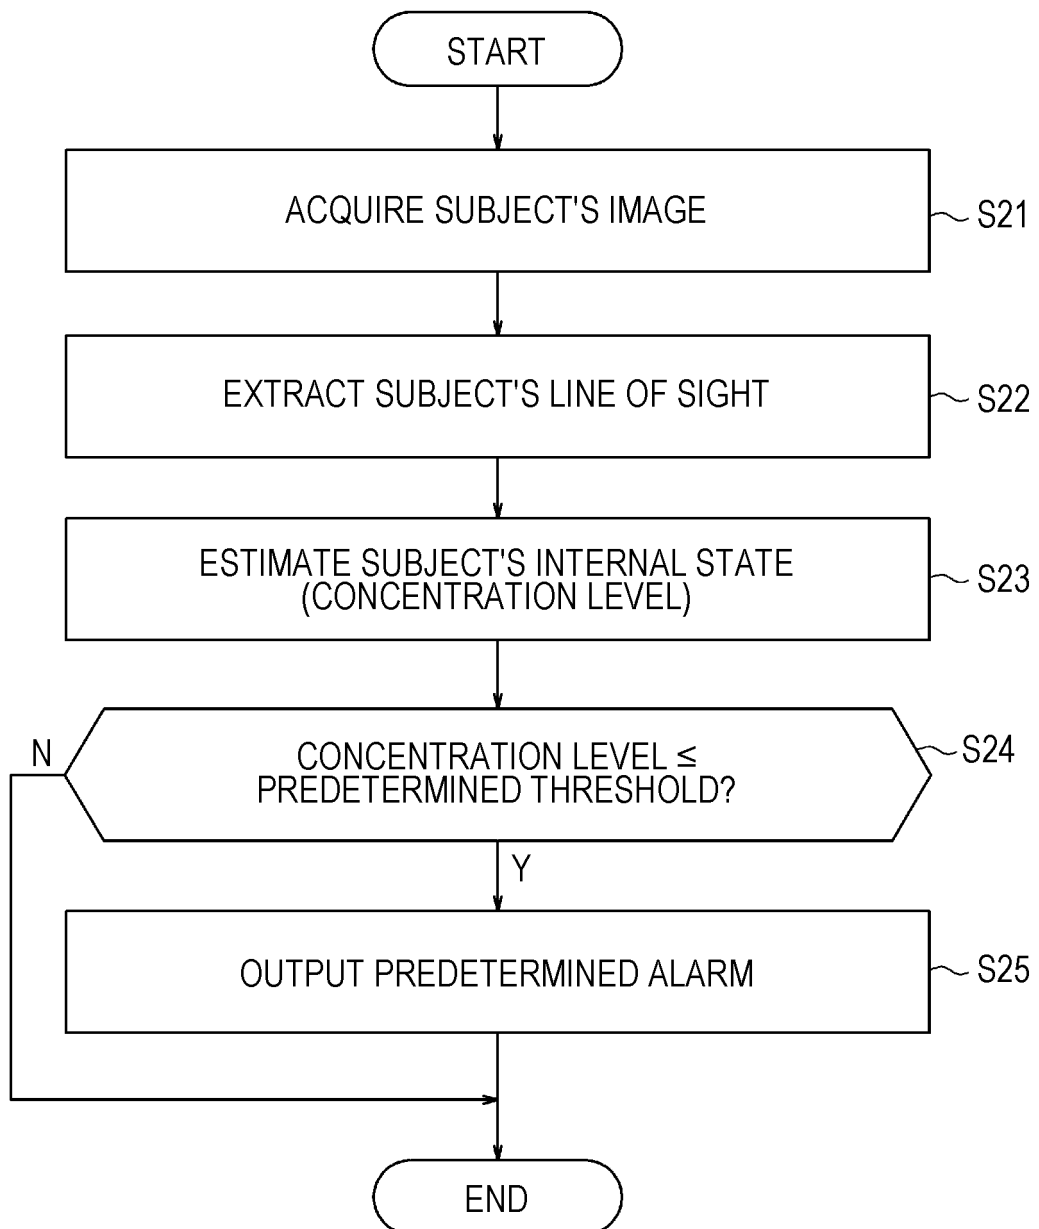 START
ACQUIRE SUBJECT'S IMAGE
S21
EXTRACT SUBJECT'S LINE OF SIGHT
S22
ESTIMATE SUBJECT'S INTERNAL STATE
(CONCENTRATION LEVEL)
S23
N
CONCENTRATION LEVEL ≤
PREDETERMINED THRESHOLD?
S24
Y
OUTPUT PREDETERMINED ALARM
S25
END